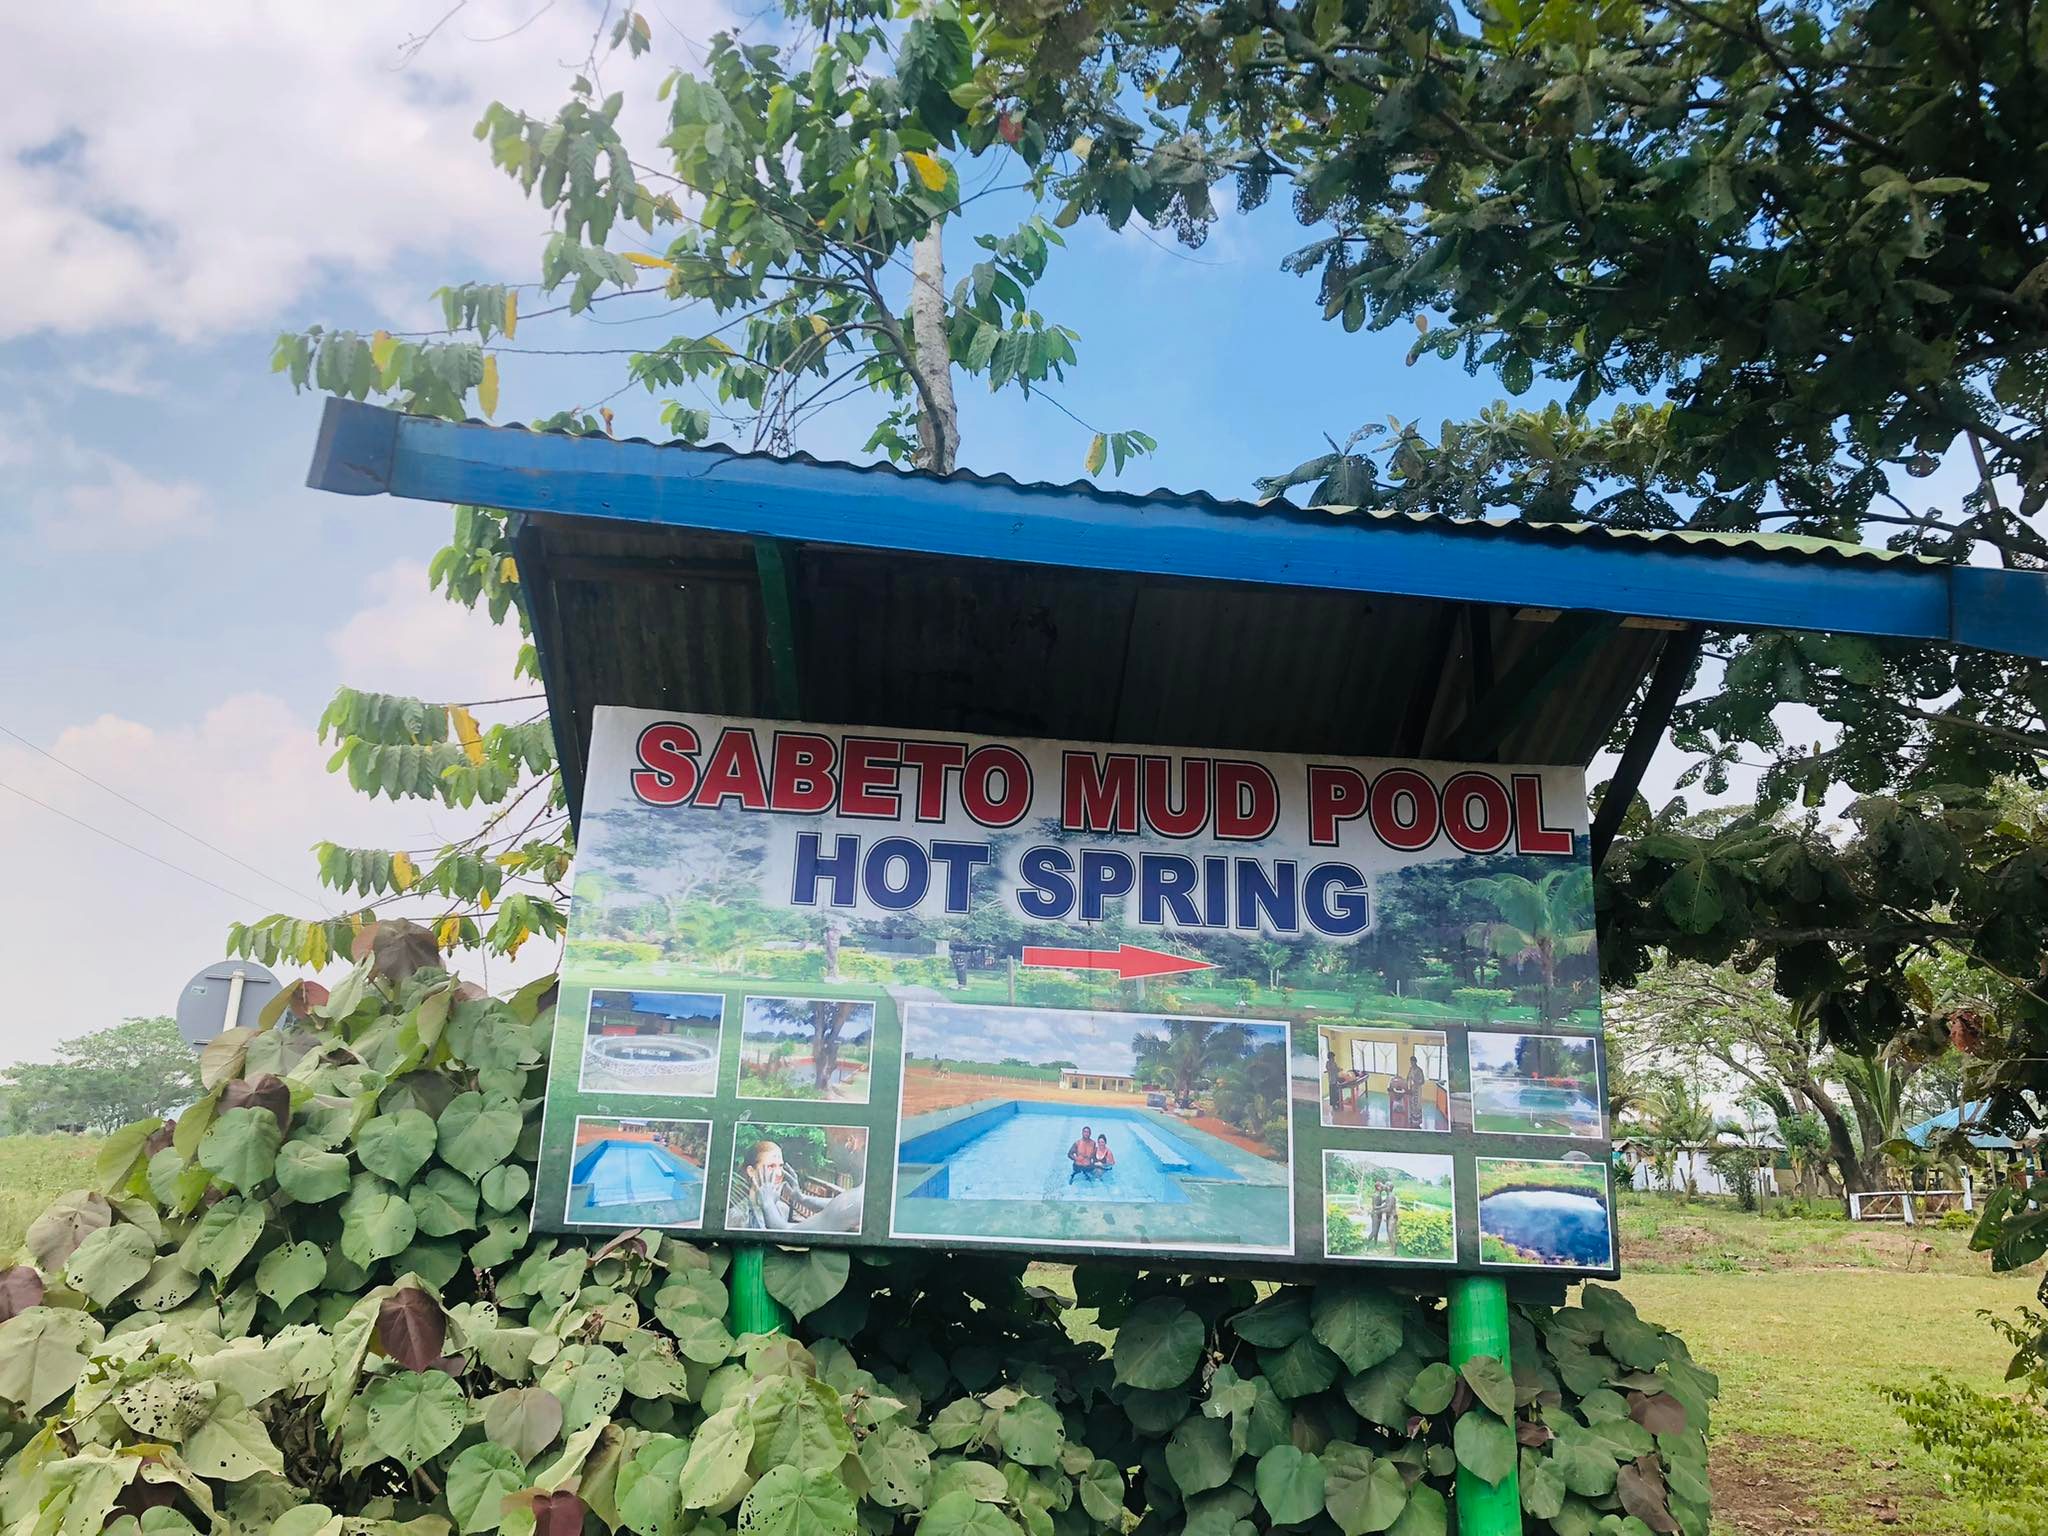 SABETO MUD POOL
HOT SPRING